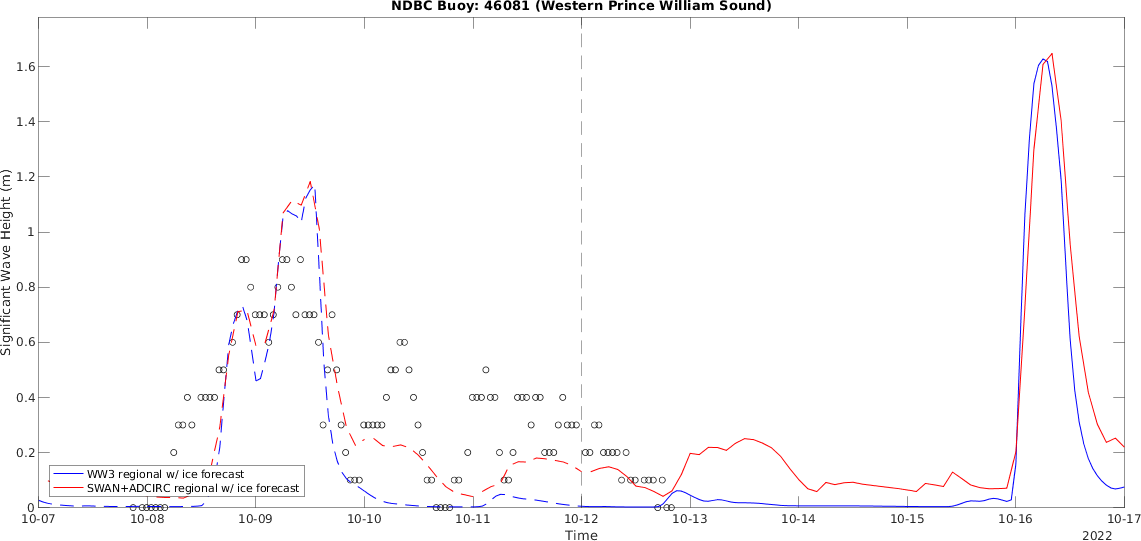 NDBC Buoy: 46081 (Western Prince William Sound)
Significant Wave Height (m)
1.6
1.4
1.2
1
0.8
0.6
0.4
0.2
0
WW3 regional w/ ice forecast
SWAN+ADCIRC regional w/ ice forecast
10-07 10-08 10-09 10-10 10-11 10-12 10-13 10-14 10-15 10-16 10-17
Time
2022